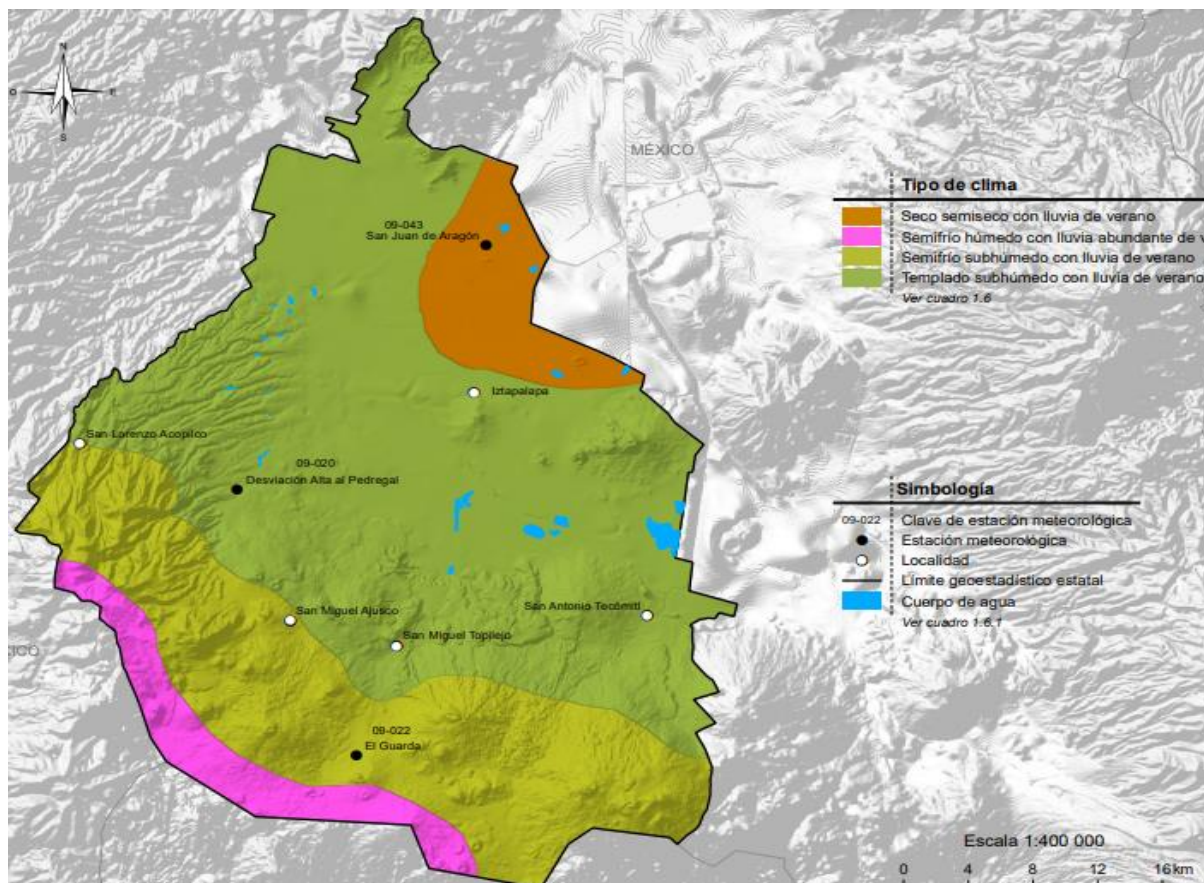 N
O
E
S
MÉXICO
Tipo de clima
Seco semiseco con lluvia de verano
Semifrío húmedo con lluvia abundante de v
Semifrío subhúmedo con lluvia de verano
Templado subhúmedo con lluvia de verano
Ver cuadro 1.6
09-043
San Juan de Aragón
Iztapalapa
San Lorenzo Acopilco
09-020
Desviación Alta al Pedregal
Simbología
09-022 Clave de estación meteorológica
Estación meteorológica
Localidad
Límite geoestadístico estatal
Cuerpo de agua
Ver cuadro 1.6.1
San Miguel Ajusco
San Antonio Tecómitl
San Miguel Topilejo
XICO
09-022
El Guarda
Escala 1:400 000
0 4 8 12 16 km